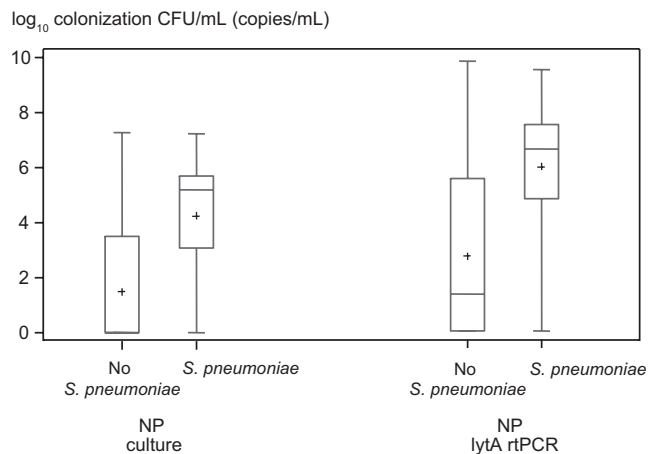 log₁₀ colonization CFU/mL (copies/mL)
10
8
6
4
2
0
No
S. pneumoniae
S. pneumoniae
No
S. pneumoniae
S. pneumoniae
NP
culture
NP
lytA rtPCR